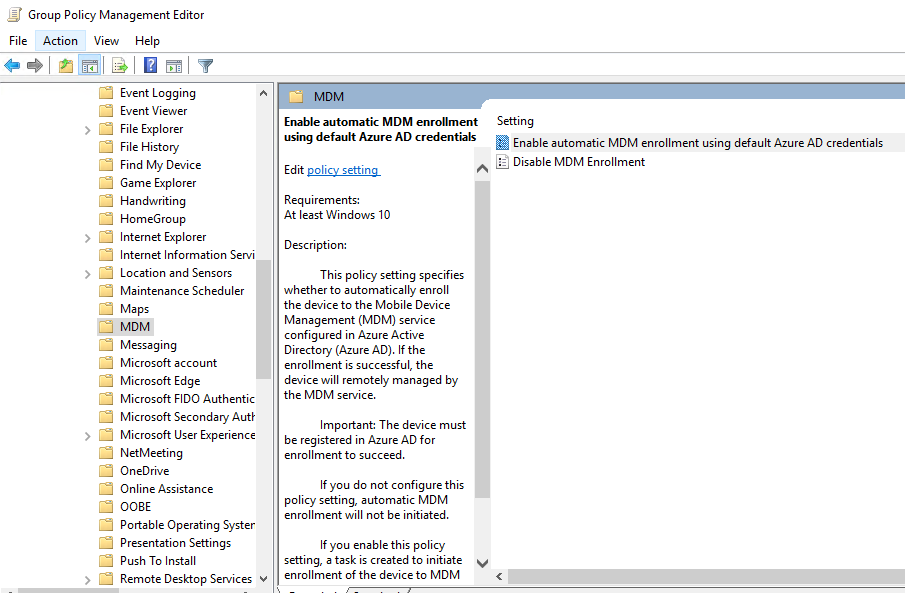 Group Policy Management Editor
File Action View Help
Event Logging
Event Viewer
File Explorer
File History
Find My Device
Game Explorer
Handwriting
HomeGroup
Internet Explorer
Internet Information Servi
Location and Sensors
Maintenance Scheduler
Maps
MDM
Messaging
Microsoft account
Microsoft Edge
Microsoft FIDO Authentic
Microsoft Secondary Auth
Microsoft User Experience
NetMeeting
OneDrive
Online Assistance
OOBE
Portable Operating System
Presentation Settings
Push To Install
Remote Desktop Services
MDM
Enable automatic MDM enrollment
using default Azure AD credentials
Edit policy setting
Requirements:
At least Windows 10
Description:
This policy setting specifies
whether to automatically enroll
the device to the Mobile Device
Management (MDM) service
configured in Azure Active
Directory (Azure AD). If the
enrollment is successful, the
device will remotely managed by
the MDM service.
Important: The device must
be registered in Azure AD for
enrollment to succeed.
If you do not configure this
policy setting, automatic MDM
enrollment will not be initiated.
If you enable this policy
setting, a task is created to initiate
enrollment of the device to MDM
Setting
Enable automatic MDM enrollment using default Azure AD credentials
Disable MDM Enrollment